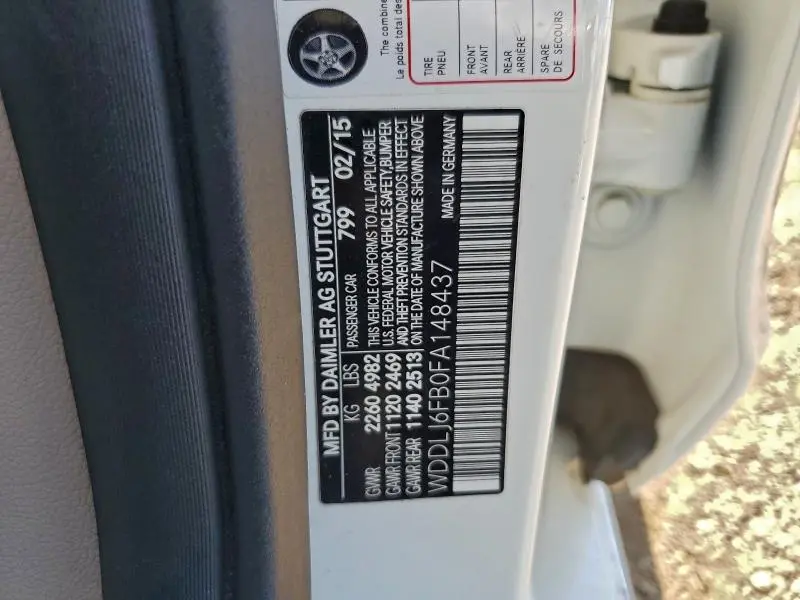 The combine
Le poids total des
TIRE
PNEU
FRONT
AVANT
REAR
ARRIÈRE
SPARE
DE SECOURS
MFD BY DAIMLER AG STUTTGART
KG LBS PASSENGER CAR 799 02/15
GVWR 2260 4982
GAWR FRONT 1120 2469
GAWR REAR 1140 2513
THIS VEHICLE CONFORMS TO ALL APPLICABLE
U.S. FEDERAL MOTOR VEHICLE SAFETY, BUMPER
AND THEFT PREVENTION STANDARDS IN EFFECT
ON THE DATE OF MANUFACTURE SHOWN ABOVE
WDDLJ6FB0FA148437 MADE IN GERMANY